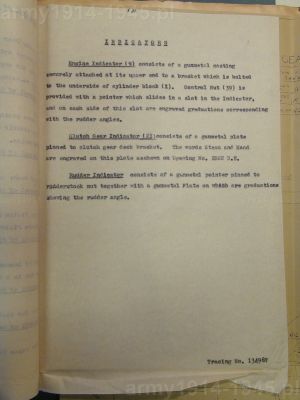 army1914-1945.pl
INDICATORS
Engine Indicator (9) consists of a gunmetal casting
securely attached at its upper end to a bracket which is bolted
to the underside of cylinder block (1). Control Nut (39) is
provided with a pointer which slides in a slot in the indicator,
and on each side of this slot are engraved graduations corresponding
with the rudder angles.
Clutch Gear Indicator (22) consists of a gunmetal plate
pinned to clutch gear deck bracket. The words Steam and Hand
are engraved on this plate as shown on Drawing No.
Rudder Indicator consists of a gunmetal pointer pinned to
rudderstock nut together with a gunmetal Plate on which are graduations
showing the rudder angle.
Tracing No. 13498T
army1914-1945.pl